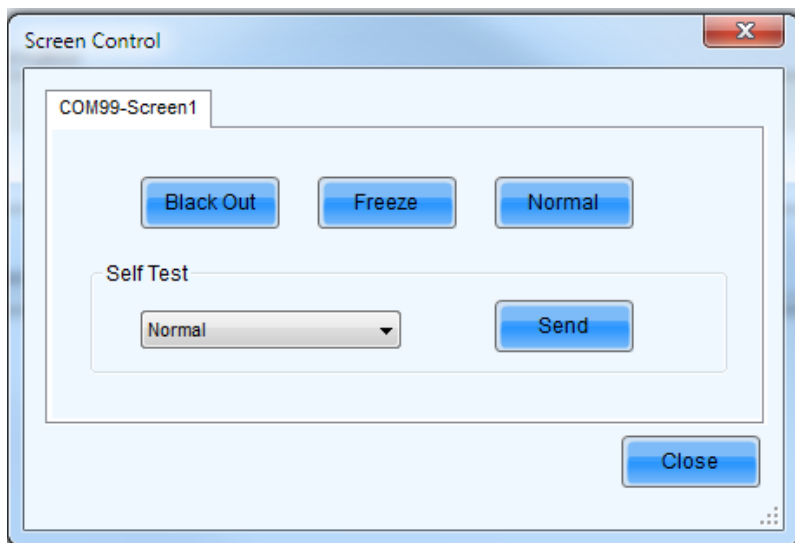 Screen Control
COM99-Screen1
Black Out Freeze Normal
Self Test
Normal Send
Close